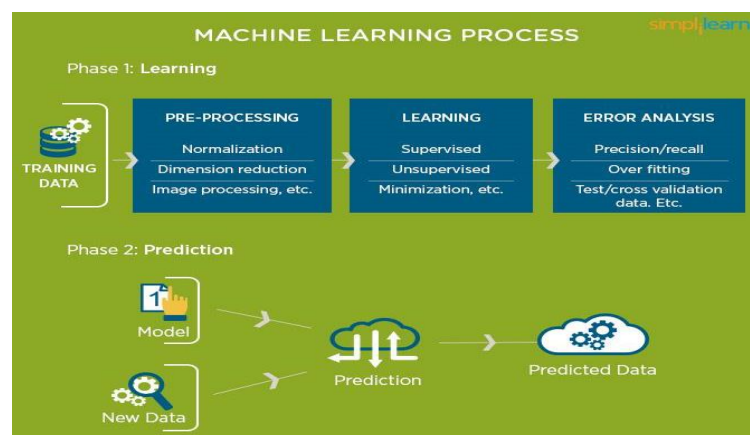 simplilearn
MACHINE LEARNING PROCESS
Phase 1: Learning
TRAINING
DATA
PRE-PROCESSING
Normalization
Dimension reduction
Image processing, etc.
LEARNING
Supervised
Unsupervised
Minimization, etc.
ERROR ANALYSIS
Precision/recall
Over fitting
Test/cross validation
data. Etc.
Phase 2: Prediction
1
Model
New Data
Prediction
Predicted Data